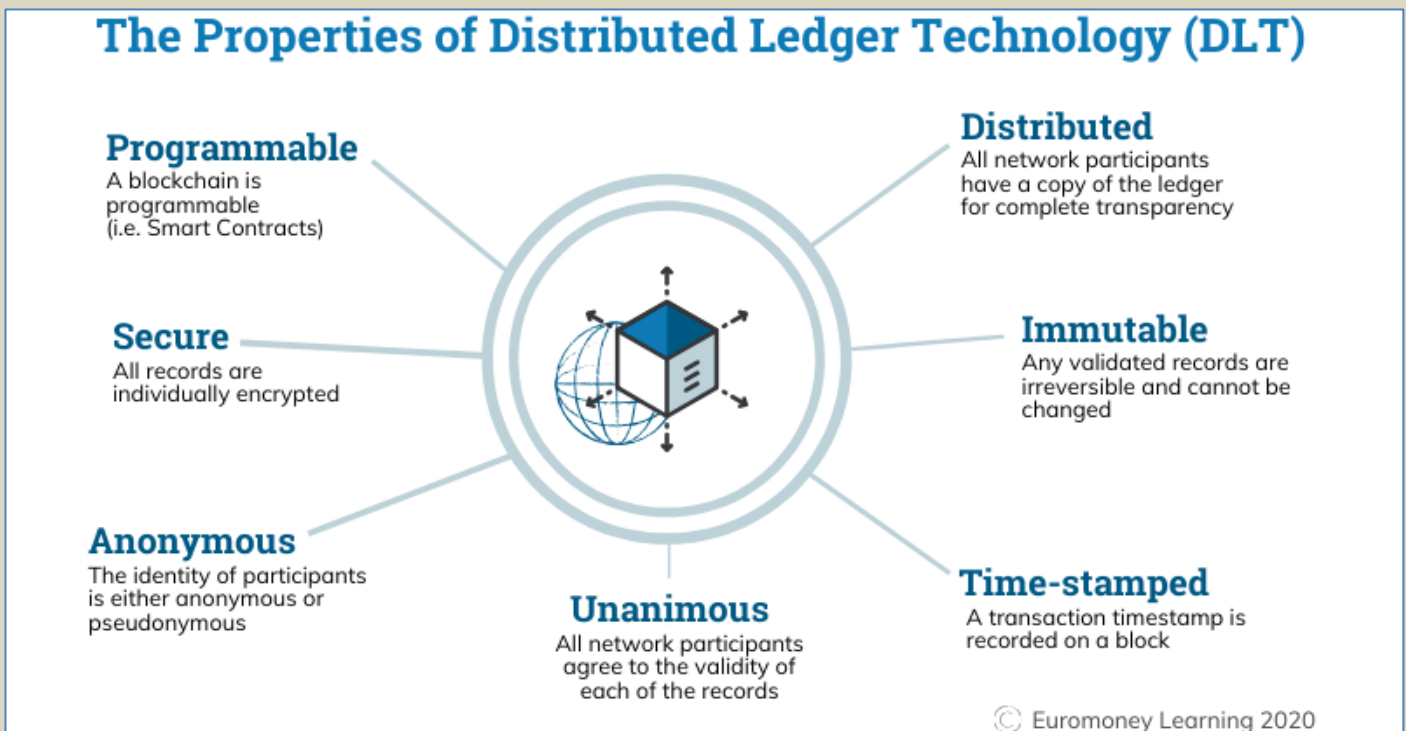 The Properties of Distributed Ledger Technology (DLT)
Programmable
A blockchain is
programmable
(i.e. Smart Contracts)
Distributed
All network participants
have a copy of the ledger
for complete transparency
Secure
All records are
individually encrypted
Immutable
Any validated records are
irreversible and cannot be
changed
Anonymous
The identity of participants
is either anonymous or
pseudonymous
Unanimous
All network participants
agree to the validity of
each of the records
Time-stamped
A transaction timestamp is
recorded on a block
© Euromoney Learning 2020